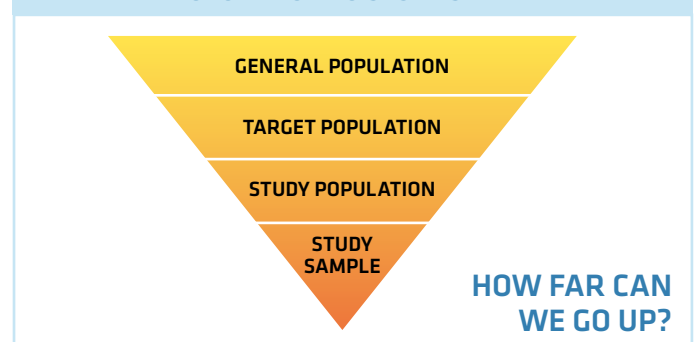 GENERAL POPULATION
TARGET POPULATION
STUDY POPULATION
STUDY
SAMPLE
HOW FAR CAN
WE GO UP?